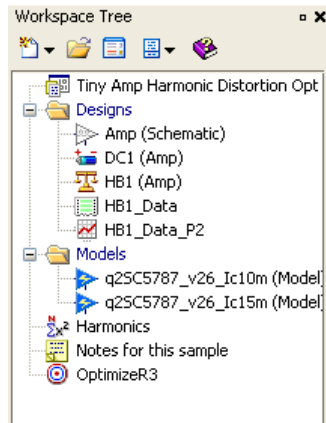 Workspace Tree
Tiny Amp Harmonic Distortion Opt
Designs
Amp (Schematic)
DC1 (Amp)
HB1 (Amp)
HB1_Data
HB1_Data_P2
Models
q2SC5787_v26_Ic10m (Model)
q2SC5787_v26_Ic15m (Model)
Harmonics
Notes for this sample
OptimizeR3